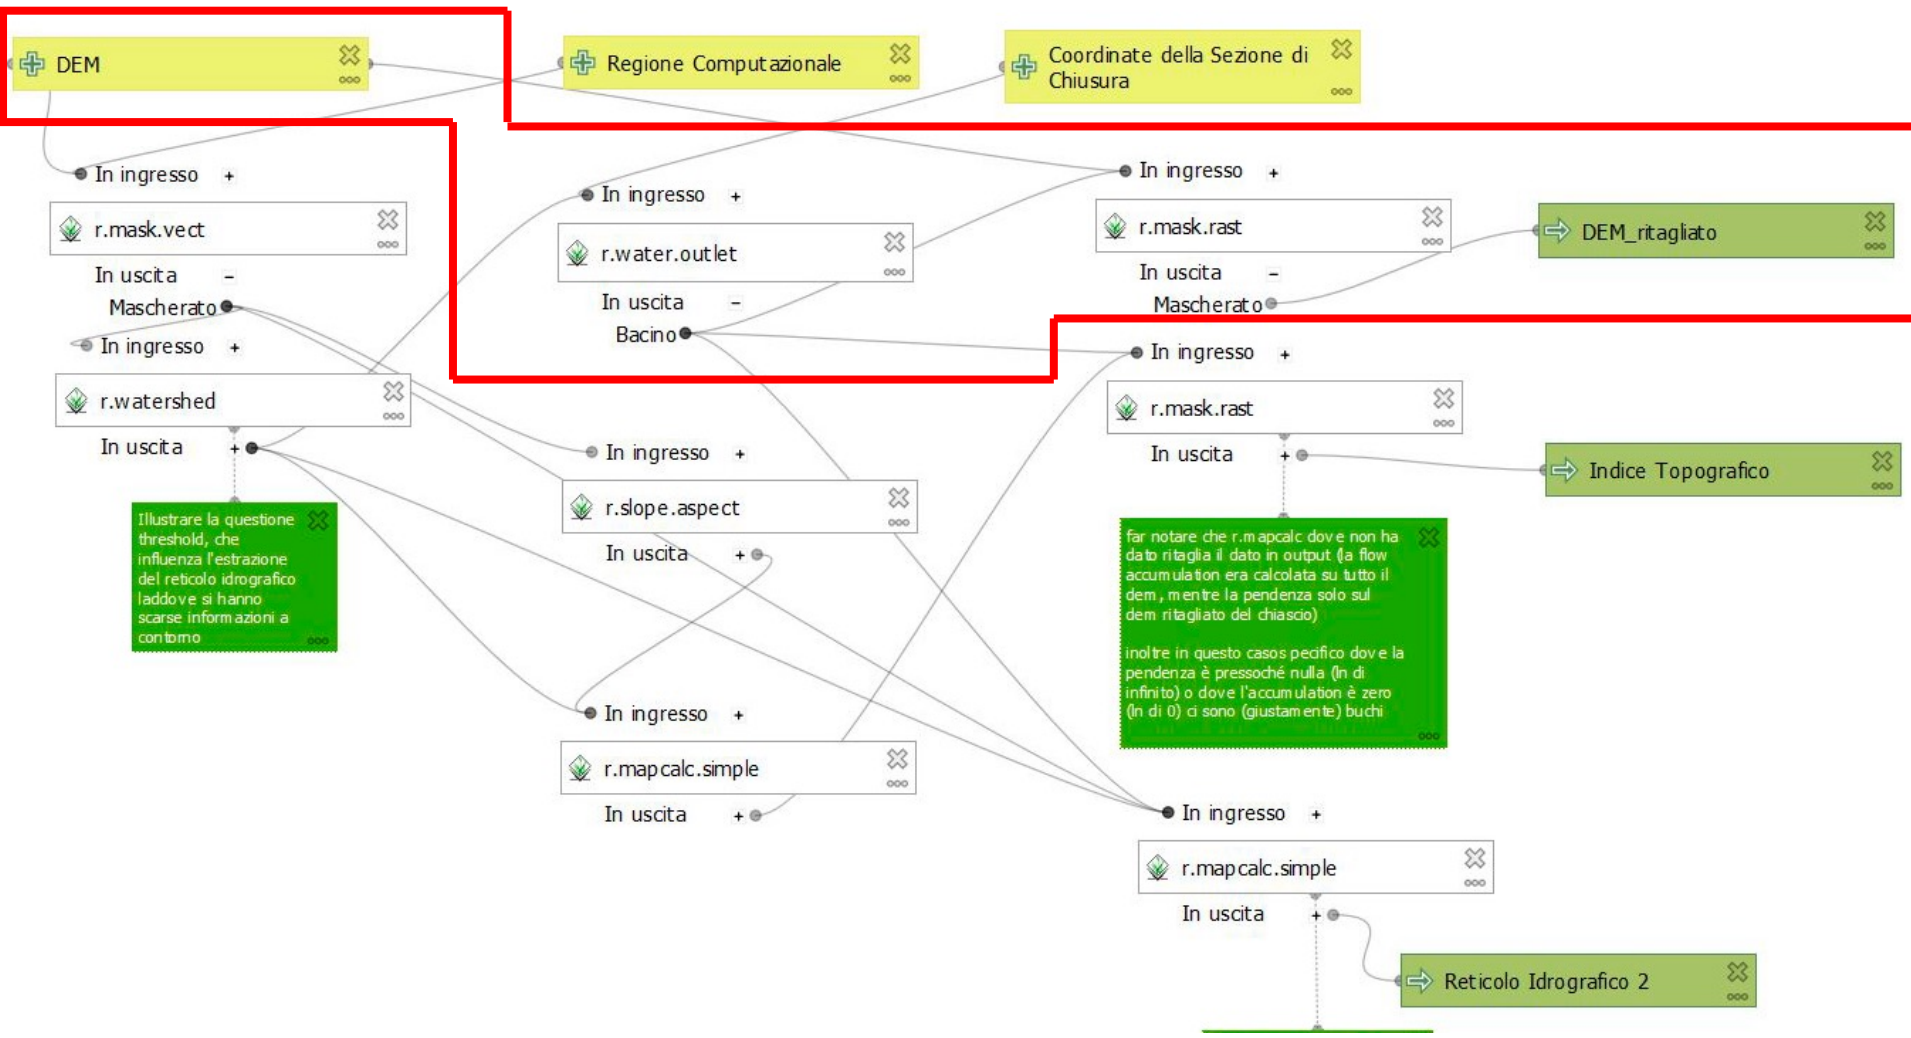 DEM
Regione Computazionale
Coordinate della Sezione di
Chiusura
In ingresso +
r.mask.vect
In uscita -
Mascherato
In ingresso +
r.watershed
In uscita +
Illustrare la questione
threshold, che
influenza l'estrazione
del reticolo idrografico
laddove si hanno
scarse informazioni a
contorno
In ingresso +
r.water.outlet
In uscita -
Bacino
In ingresso +
r.slope.aspect
In uscita +
In ingresso +
r.mapcalc.simple
In uscita +
In ingresso +
r.mask.rast
In uscita -
Mascherato
DEM_ritagliato
In ingresso +
r.mask.rast
In uscita +
Indice Topografico
far notare che r.mapcalc dove non ha
dato ritaglia il dato in output (la flow
accumulation era calcolata su tutto il
dem, mentre la pendenza solo sul
dem ritagliato del chiascio)
inoltre in questo casos pecifico dove la
pendenza è pressoché nulla (ln di
infinito) o dove l'accumulation è zero
(ln di 0) ci sono (giustamente) buchi
In ingresso +
r.mapcalc.simple
In uscita +
Reticolo Idrografico 2